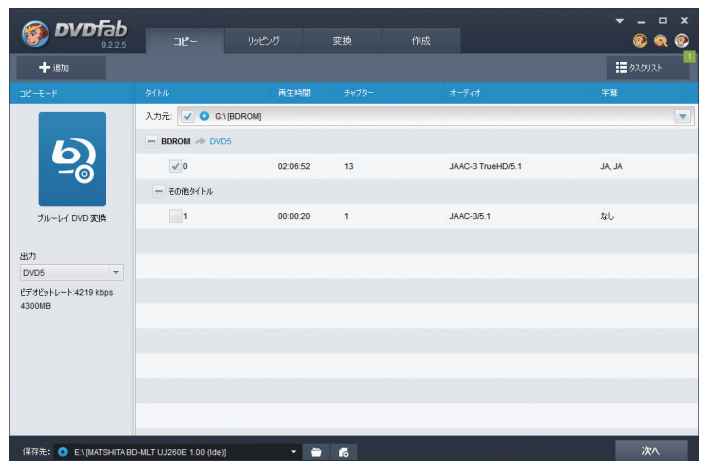 DVDFab
9.2.2.5
コピー リッピング 変換 作成
追加 タスクリスト 1
コピーモード タイトル 再生時間 チャプター オーディオ 字幕
入力元: G:\ [BDROM]
BDROM DVD5
0 02:06:52 13 JAAC-3 TrueHD/5.1 JA, JA
その他タイトル
1 00:00:20 1 JAAC-3/5.1 なし
ブルーレイ DVD 変換
出力
DVD5
ビデオビットレート:4219 kbps
4300MB
保存先: E:\ [MATSHITA BD-MLT UJ260E 1.00 (Ide)] 次へ